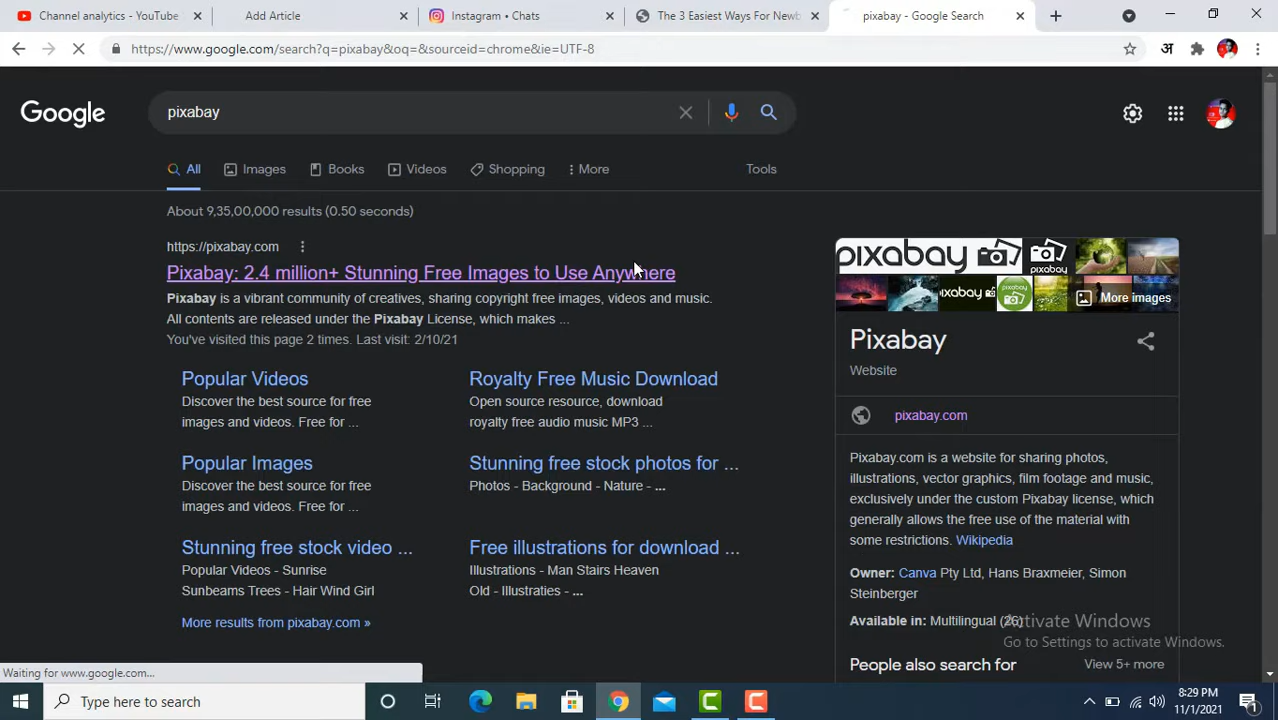 Channel analytics - YouTube
Add Article
Instagram • Chats
The 3 Easiest Ways For Newb
pixabay - Google Search
https://www.google.com/search?q=pixabay&oq=&sourceid=chrome&ie=UTF-8
अ
Google
pixabay
All
Images
Books
Videos
Shopping
More
Tools
About 9,35,00,000 results (0.50 seconds)
https://pixabay.com
Pixabay: 2.4 million+ Stunning Free Images to Use Anywhere
Pixabay is a vibrant community of creatives, sharing copyright free images, videos and music.
All contents are released under the Pixabay License, which makes ...
You've visited this page 2 times. Last visit: 2/10/21
Popular Videos
Discover the best source for free
images and videos. Free for ...
Royalty Free Music Download
Open source resource, download
royalty free audio music MP3 ...
Popular Images
Discover the best source for free
images and videos. Free for ...
Stunning free stock photos for ...
Photos - Background - Nature - ...
Stunning free stock video ...
Popular Videos - Sunrise
Sunbeams Trees - Hair Wind Girl
Free illustrations for download ...
Illustrations - Man Stairs Heaven
Old - Illustraties - ...
More results from pixabay.com »
pixabay
pixabay
pixabay
pixabay
More images
Pixabay
Website
pixabay.com
Pixabay.com is a website for sharing photos,
illustrations, vector graphics, film footage and music,
exclusively under the custom Pixabay license, which
generally allows the free use of the material with
some restrictions. Wikipedia
Owner: Canva Pty Ltd, Hans Braxmeier, Simon
Steinberger
Available in: Multilingual (26)
Activate Windows
Go to Settings to activate Windows.
People also search for
View 5+ more
Waiting for www.google.com...
Type here to search
C
C
8:29 PM
11/1/2021
1